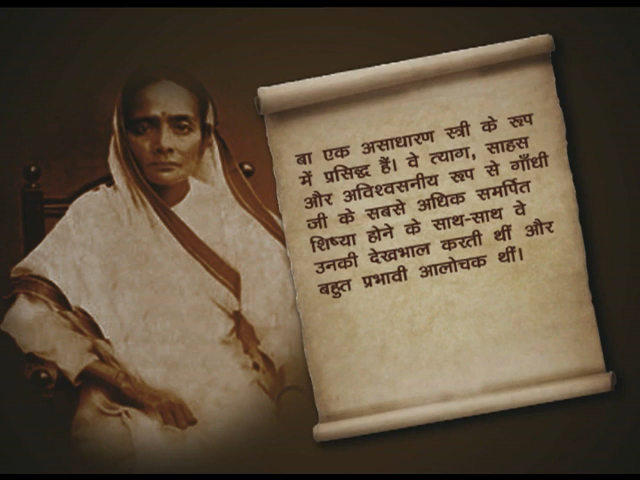 बा एक असाधारण स्त्री के रूप
में प्रसिद्ध हैं। वे त्याग, साहस
और अविश्वसनीय रूप से गाँधी
जी के सबसे अधिक समर्पित
शिष्या होने के साथ-साथ वे
उनकी देखभाल करती थीं और
बहुत प्रभावी आलोचक थीं।